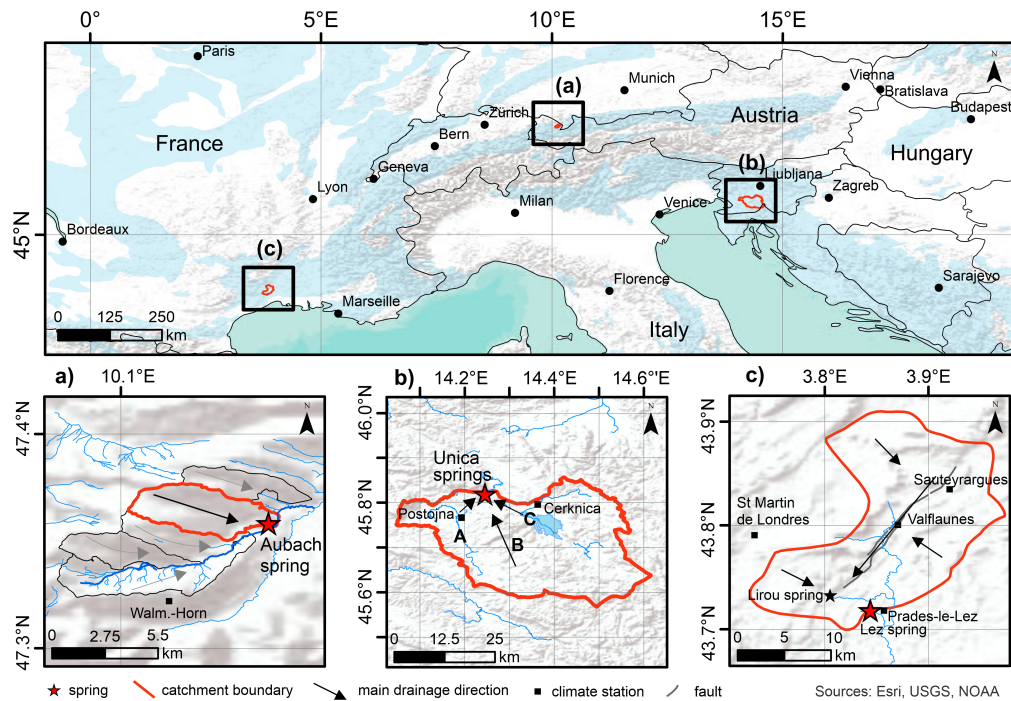 0° 5°E 10°E 15°E
Paris
N
(a)
Munich
Vienna
Bratislava
Zürich
Austria
Budapest
France
Bern
(b)
Hungary
Geneva
Ljubljana
Lyon
Zagreb
Milan
Venice
45°N
Bordeaux
(c)
Florence
Sarajevo
Marseille
0 125 250
km
Italy
a) 10.1°E
N
47.4°N
Aubach
spring
Walm.-Horn
47.3°N
0 2.75 5.5
km
b) 14.2°E 14.4°E 14.6°E
46.0°N
N
Unica
springs
45.8°N
Postojna
Cerknica
A
C
B
45.6°N
0 12.5 25
km
c) 3.8°E 3.9°E
N
43.9°N
Sauteyrargues
St Martin
de Londres
Valflaunes
43.8°N
Lirou spring
Prades-le-Lez
Lez spring
43.7°N
0 5 10
km
spring catchment boundary main drainage direction climate station fault Sources: Esri, USGS, NOAA